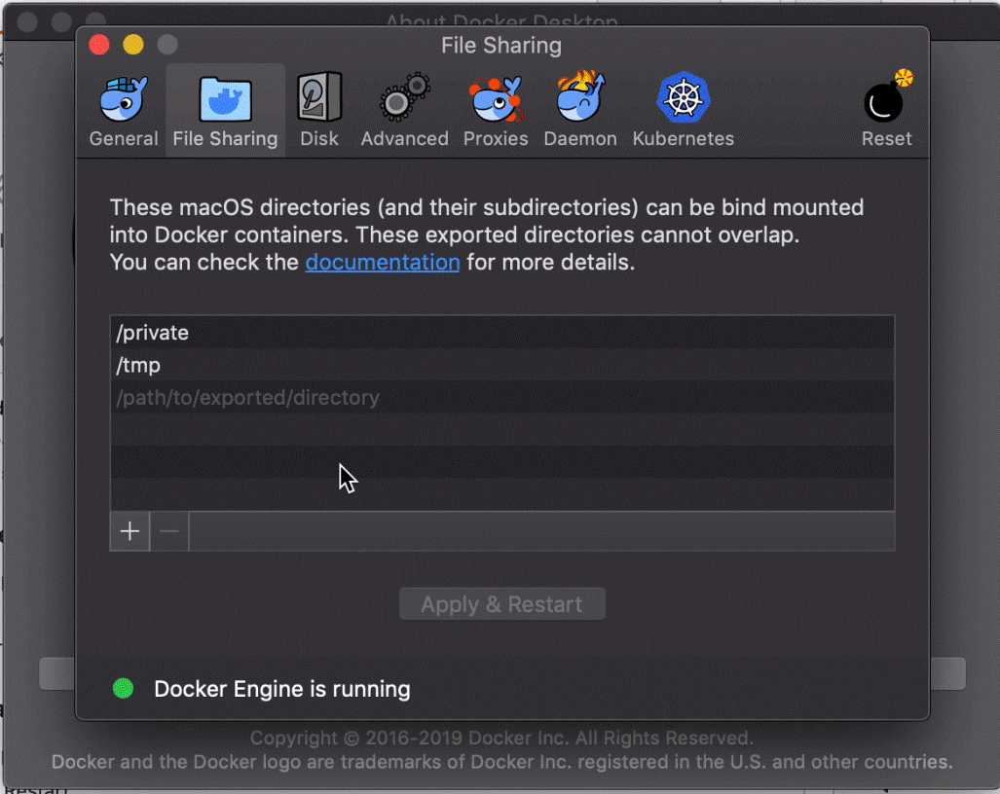 About Docker Desktop
File Sharing
General File Sharing Disk Advanced Proxies Daemon Kubernetes Reset
These macOS directories (and their subdirectories) can be bind mounted
into Docker containers. These exported directories cannot overlap.
You can check the documentation for more details.
/private
/tmp
/path/to/exported/directory
Apply & Restart
Docker Engine is running
Copyright © 2016-2019 Docker Inc. All Rights Reserved.
Docker and the Docker logo are trademarks of Docker Inc. registered in the U.S. and other countries.
Restart